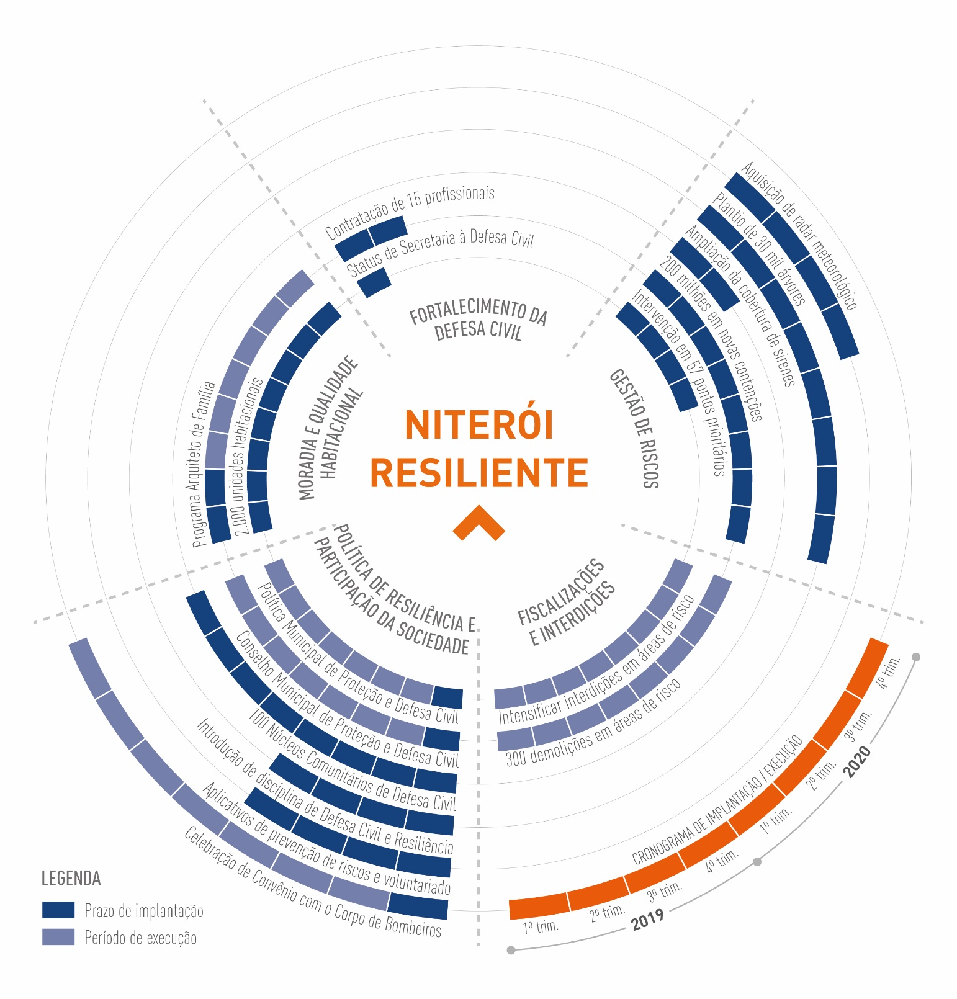 NITERÓI
RESILIENTE
FORTALECIMENTO DA
DEFESA CIVIL
Contratação de 15 profissionais
Status de Secretaria à Defesa Civil
GESTÃO DE RISCOS
Aquisição de radar meteorológico
Plantio de 30 mil árvores
Ampliação da cobertura de sirenes
200 milhões em novas contenções
Intervenção em 57 pontos prioritários
FISCALIZAÇÕES
E INTERDIÇÕES
Intensificar interdições em áreas de risco
300 demolições em áreas de risco
CRONOGRAMA DE IMPLANTAÇÃO / EXECUÇÃO
1º trim.
2º trim.
3º trim.
4º trim.
2019
1º trim.
2º trim.
3º trim.
4º trim.
2020
POLÍTICA DE RESILIÊNCIA E
PARTICIPAÇÃO DA SOCIEDADE
Política Municipal de Proteção e Defesa Civil
Conselho Municipal de Proteção e Defesa Civil
100 Núcleos Comunitários de Defesa Civil
Introdução de disciplina de Defesa Civil e Resiliência
Aplicativos de prevenção de riscos e voluntariado
Celebração de Convênio com o Corpo de Bombeiros
MORADIA E QUALIDADE
HABITACIONAL
Programa Arquiteto de Família
2.000 unidades habitacionais
LEGENDA
Prazo de implantação
Período de execução